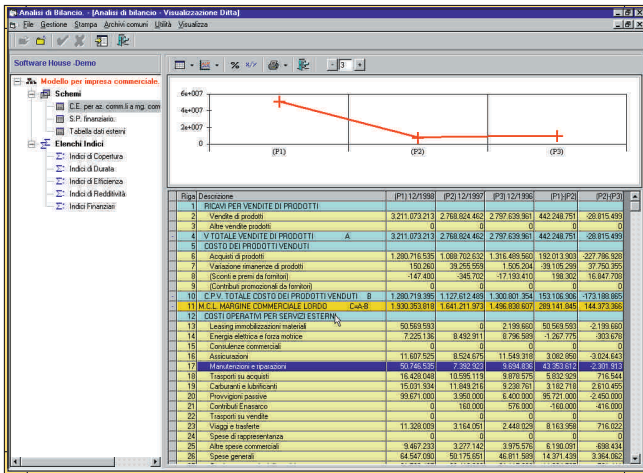 Analisi di Bilancio. - [Analisi di bilancio - Visualizzazione Ditta]
File Gestione Stampa Archivi comuni Utilità Visualizza
Software House -Demo
% x/y 3
Modello per impresa commerciale.
Schemi
C.E. per az. comm.li a mg. com
S.P. finanziario.
Tabella dati esterni
Elenchi Indici
Indici di Copertura
Indici di Durata
Indici di Efficienza
Indici di Redditività
Indici Finanziari
6e+007
4e+007
2e+007
0
(P1) (P2) (P3)
Riga Descrizione (P1) 12/1998 (P2) 12/1997 (P3) 12/1996 (P1)-(P2) (P2)-(P3)
1 RICAVI PER VENDITE DI PRODOTTI
2 Vendite di prodotti 3.211.073.213 2.768.824.462 2.797.639.961 442.248.751 -28.815.499
3 Altre vendite prodotti 0 0 0 0 0
4 V TOTALE VENDITE DI PRODOTTI A 3.211.073.213 2.768.824.462 2.797.639.961 442.248.751 -28.815.499
5 COSTO DEI PRODOTTI VENDUTI
6 Acquisti di prodotti 1.280.716.535 1.088.702.632 1.316.489.560 192.013.903 -227.786.928
7 Variazione rimanenze di prodotti 150.260 39.255.559 1.505.204 -39.105.299 37.750.355
8 (Sconti e premi da fornitori) -147.400 -345.702 -17.193.410 198.302 16.847.708
9 (Contributi promozionali da fornitori) 0 0 0 0 0
10 C.P.V. TOTALE COSTO DEI PRODOTTI VENDUTI B 1.280.719.395 1.127.612.489 1.300.801.354 153.106.906 -173.188.865
11 M.C.L. MARGINE COMMERCIALE LORDO C=A-B 1.930.353.818 1.641.211.973 1.496.838.607 289.141.845 144.373.366
12 COSTI OPERATIVI PER SERVIZI ESTERNI
13 Leasing immobilizzazioni materiali 50.569.593 0 2.199.660 50.569.593 -2.199.660
14 Energia elettrica e forza motrice 7.225.136 8.492.911 8.796.589 -1.267.775 -303.678
15 Consulenze commerciali 0 0 0 0 0
16 Assicurazioni 11.607.525 8.524.675 11.549.318 3.082.850 -3.024.643
17 Manutenzioni e riparazioni 50.746.535 7.392.923 9.694.836 43.353.612 -2.301.913
18 Trasporti su acquisti 16.428.048 10.595.119 9.878.575 5.832.929 716.544
19 Carburanti e lubrificanti 15.031.934 11.849.216 9.238.761 3.182.718 2.610.455
20 Provvigioni passive 99.671.000 3.950.000 6.400.000 95.721.000 -2.450.000
21 Contributi Enasarco 0 160.000 576.000 -160.000 -416.000
22 Trasporti su vendite 0 0 0 0 0
23 Viaggi e trasferte 11.328.009 3.164.051 2.448.029 8.163.958 716.022
24 Spese di rappresentanza 0 0 0 0 0
25 Altre spese commerciali 9.467.233 3.277.142 3.975.576 6.190.091 -698.434
26 Spese generali 64.547.090 50.175.651 46.811.589 14.371.439 3.364.062